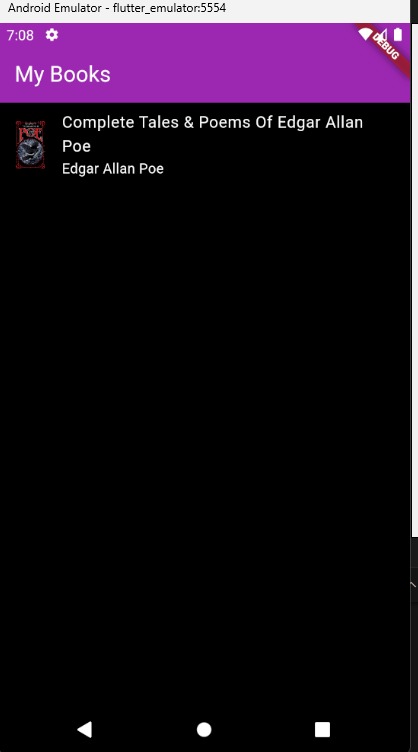 Android Emulator - flutter_emulator:5554
7:08
DEBUG
My Books
Complete Tales & Poems Of Edgar Allan
Poe
Edgar Allan Poe